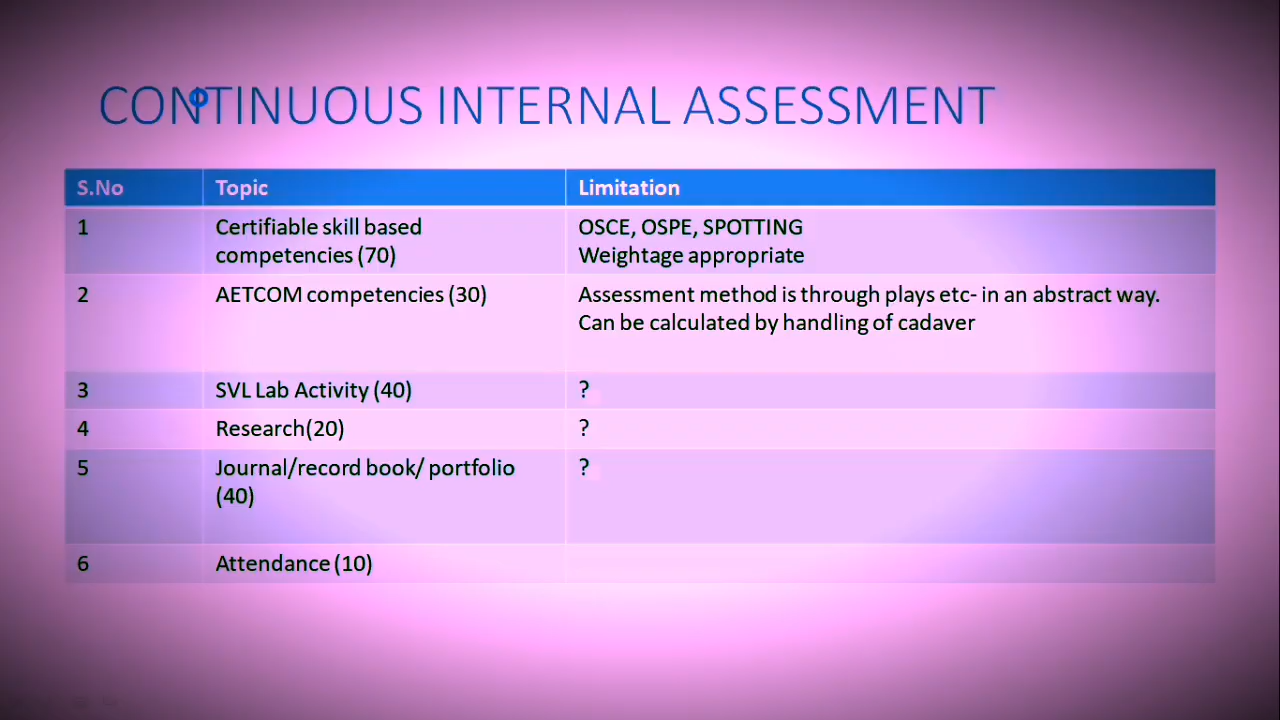 CONTINUOUS INTERNAL ASSESSMENT
S.No Topic Limitation
1 Certifiable skill based OSCE, OSPE, SPOTTING
competencies (70) Weightage appropriate
2 AETCOM competencies (30) Assessment method is through plays etc- in an abstract way.
Can be calculated by handling of cadaver
3 SVL Lab Activity (40) ?
4 Research(20) ?
5 Journal/record book/ portfolio ?
(40)
6 Attendance (10)